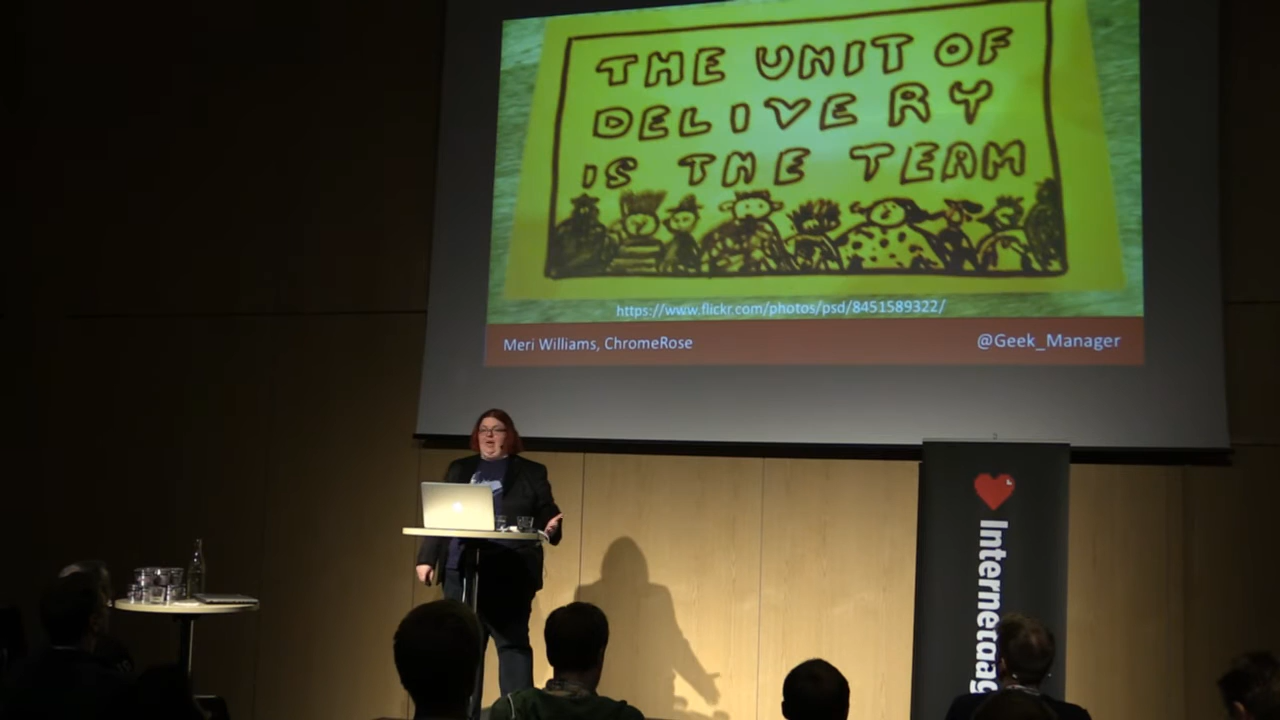 THE UNIT OF
DELIVERY
IS THE TEAM
https://www.flickr.com/photos/psd/8451589322/
Meri Williams, ChromeRose
@Geek_Manager
Internetdag